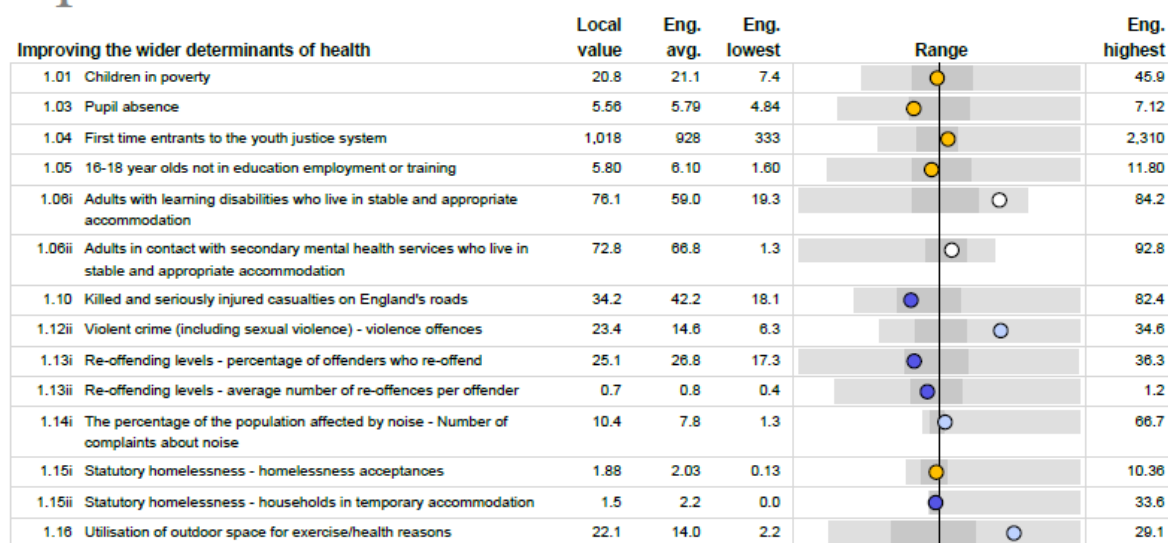 Local Eng. Eng. Eng.
Improving the wider determinants of health value avg. lowest Range highest
1.01 Children in poverty 20.8 21.1 7.4 45.9
1.03 Pupil absence 5.56 5.79 4.84 7.12
1.04 First time entrants to the youth justice system 1,018 928 333 2,310
1.05 16-18 year olds not in education employment or training 5.80 6.10 1.60 11.80
1.06i Adults with learning disabilities who live in stable and appropriate 76.1 59.0 19.3 84.2
accommodation
1.06ii Adults in contact with secondary mental health services who live in 72.8 66.8 1.3 92.8
stable and appropriate accommodation
1.10 Killed and seriously injured casualties on England's roads 34.2 42.2 18.1 82.4
1.12ii Violent crime (including sexual violence) - violence offences 23.4 14.6 6.3 34.6
1.13i Re-offending levels - percentage of offenders who re-offend 25.1 26.8 17.3 36.3
1.13ii Re-offending levels - average number of re-offences per offender 0.7 0.8 0.4 1.2
1.14i The percentage of the population affected by noise - Number of 10.4 7.8 1.3 66.7
complaints about noise
1.15i Statutory homelessness - homelessness acceptances 1.88 2.03 0.13 10.36
1.15ii Statutory homelessness - households in temporary accommodation 1.5 2.2 0.0 33.6
1.16 Utilisation of outdoor space for exercise/health reasons 22.1 14.0 2.2 29.1